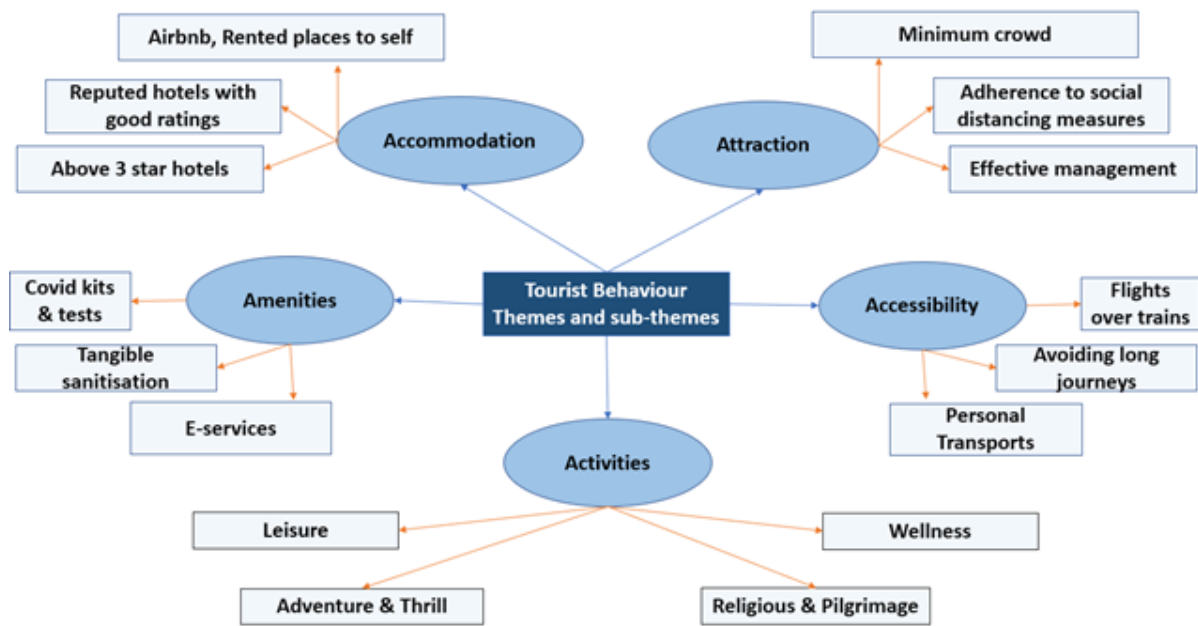 Airbnb, Rented places to self
Reputed hotels with
good ratings
Above 3 star hotels
Accommodation
Minimum crowd
Adherence to social
distancing measures
Effective management
Attraction
Tourist Behaviour
Themes and sub-themes
Covid kits
& tests
Amenities
Tangible
sanitisation
E-services
Accessibility
Flights
over trains
Avoiding long
journeys
Personal
Transports
Activities
Leisure
Wellness
Adventure & Thrill
Religious & Pilgrimage